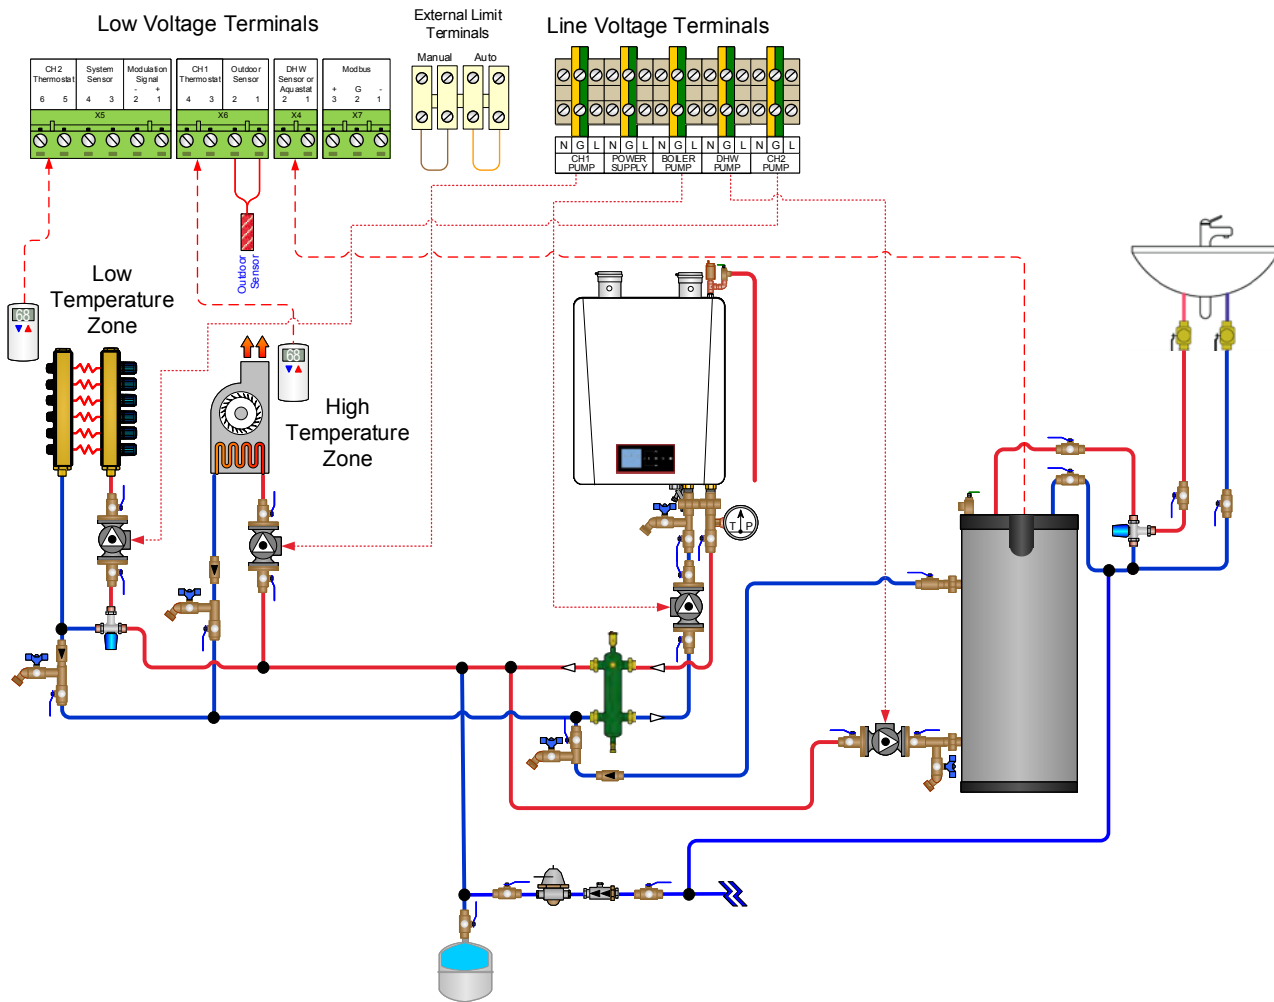 Low Voltage Terminals
External Limit
Terminals
Line Voltage Terminals
Manual Auto
CH2
Thermostat
6 5
System
Sensor
4 3
Modulation
Signal
- +
2 1
X5
CH1
Thermostat
4 3
Outdoor
Sensor
2 1
X6
DHW
Sensor or
Aquastat
2 1
X4
Modbus
+ G -
3 2 1
X7
N G L N G L N G L N G L N G L
CH1
PUMP
POWER
SUPPLY
BOILER
PUMP
DHW
PUMP
CH2
PUMP
Outdoor
Sensor
Low
Temperature
Zone
68
68
High
Temperature
Zone
T P